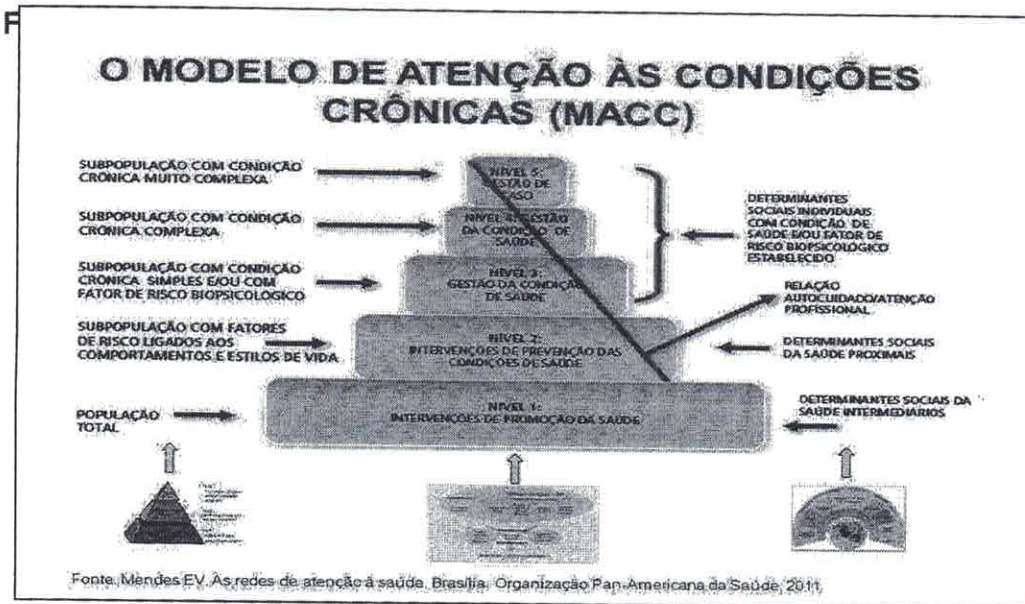 F
O MODELO DE ATENÇÃO ÀS CONDIÇÕES
CRÔNICAS (MACC)
SUBPOPULAÇÃO COM CONDIÇÃO
CRÔNICA MUITO COMPLEXA
SUBPOPULAÇÃO COM CONDIÇÃO
CRÔNICA COMPLEXA
SUBPOPULAÇÃO COM CONDIÇÃO
CRÔNICA SIMPLES E/OU COM
FATOR DE RISCO BIOPSICOLÓGICO
SUBPOPULAÇÃO COM FATORES
DE RISCO LIGADOS AOS
COMPORTAMENTOS E ESTILOS DE VIDA
POPULAÇÃO
TOTAL
NÍVEL 5:
GESTÃO DE
CASO
NÍVEL 4: GESTÃO
DA CONDIÇÃO DE
SAÚDE
NÍVEL 3:
GESTÃO DA CONDIÇÃO
DE SAÚDE
NÍVEL 2:
INTERVENÇÕES DE PREVENÇÃO DAS
CONDIÇÕES DE SAÚDE
NÍVEL 1:
INTERVENÇÕES DE PROMOÇÃO DA SAÚDE
DETERMINANTES
SOCIAIS INDIVIDUAIS
COM CONDIÇÃO DE
SAÚDE E/OU FATOR DE
RISCO BIOPSICOLÓGICO
ESTABELECIDO
RELAÇÃO
AUTOCUIDADO/ATENÇÃO
PROFISSIONAL
DETERMINANTES SOCIAIS
DA SAÚDE PROXIMAIS
DETERMINANTES SOCIAIS DA
SAÚDE INTERMEDIÁRIOS
Fonte: Mendes EV. As redes de atenção à saúde. Brasília, Organização Pan-Americana da Saúde, 2011